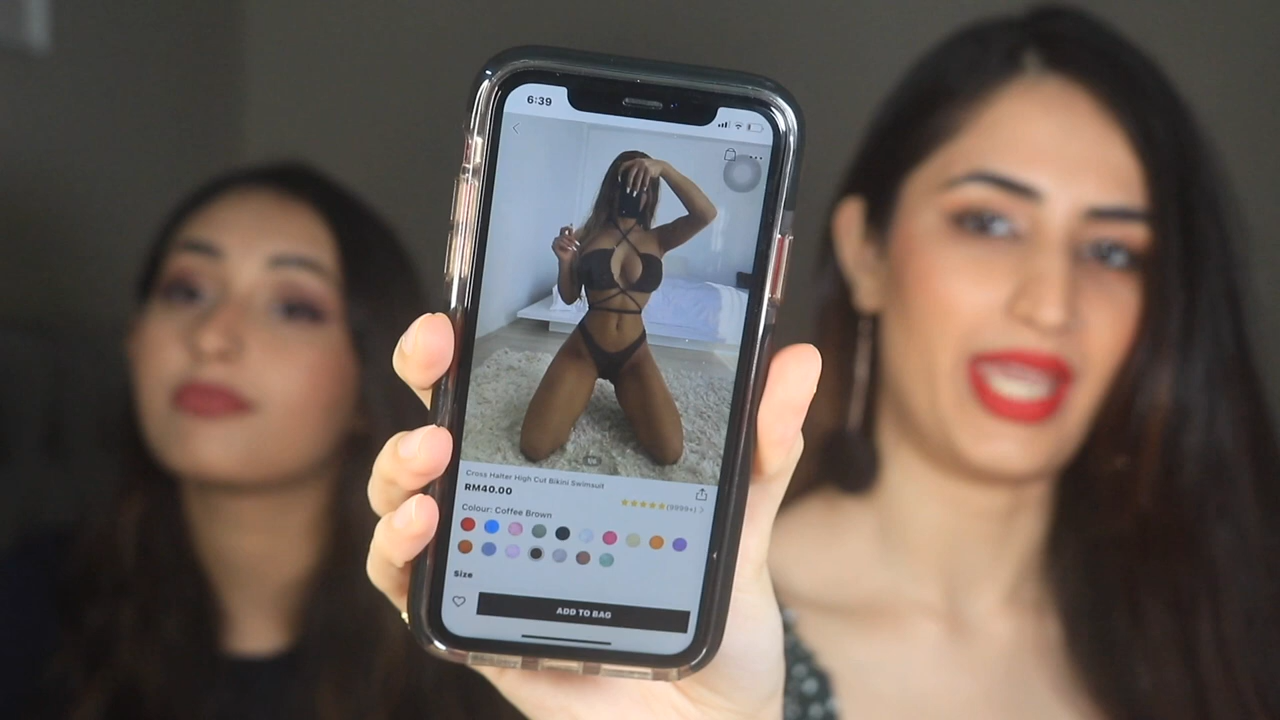 6:39
Cross Halter High Cut Bikini Swimsuit
RM40.00
(9999+)
Colour: Coffee Brown
Size
ADD TO BAG